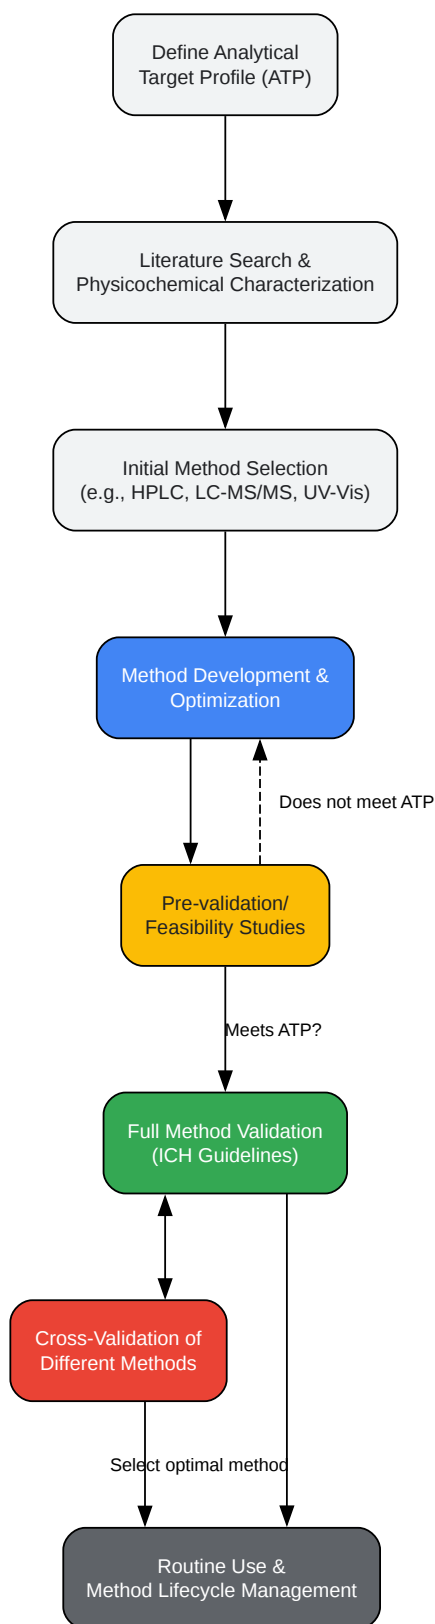 Define Analytical
Target Profile (ATP)
Literature Search &
Physicochemical Characterization
Initial Method Selection
(e.g., HPLC, LC-MS/MS, UV-Vis)
Method Development &
Optimization
Does not meet ATP
Pre-validation/
Feasibility Studies
Meets ATP?
Full Method Validation
(ICH Guidelines)
Cross-Validation of
Different Methods
Select optimal method
Routine Use &
Method Lifecycle Management